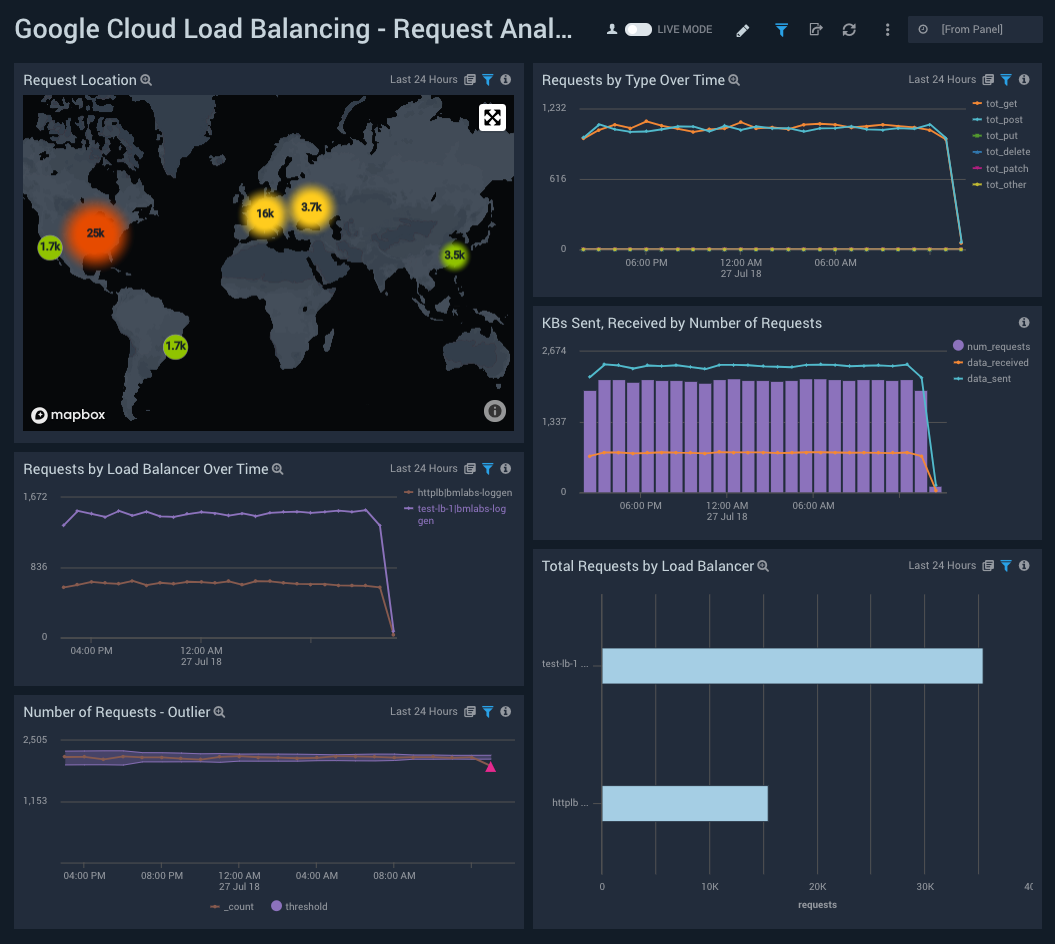 Google Cloud Load Balancing - Request Anal...
LIVE MODE
[From Panel]
Request Location
Last 24 Hours
1.7k
25k
16k
3.7k
3.5k
1.7k
mapbox
Requests by Type Over Time
Last 24 Hours
1,232
616
0
06:00 PM
12:00 AM
27 Jul 18
06:00 AM
tot_get
tot_post
tot_put
tot_delete
tot_patch
tot_other
KBs Sent, Received by Number of Requests
2,674
1,337
0
06:00 PM
12:00 AM
27 Jul 18
06:00 AM
num_requests
data_received
data_sent
Requests by Load Balancer Over Time
Last 24 Hours
1,672
836
0
04:00 PM
12:00 AM
27 Jul 18
httplb|bmlabs-loggen
test-lb-1|bmlabs-log
gen
Total Requests by Load Balancer
Last 24 Hours
test-lb-1 ...
httplb ...
0
10K
20K
30K
requests
Number of Requests - Outlier
Last 24 Hours
2,505
1,153
04:00 PM
08:00 PM
12:00 AM
27 Jul 18
04:00 AM
08:00 AM
_count
threshold